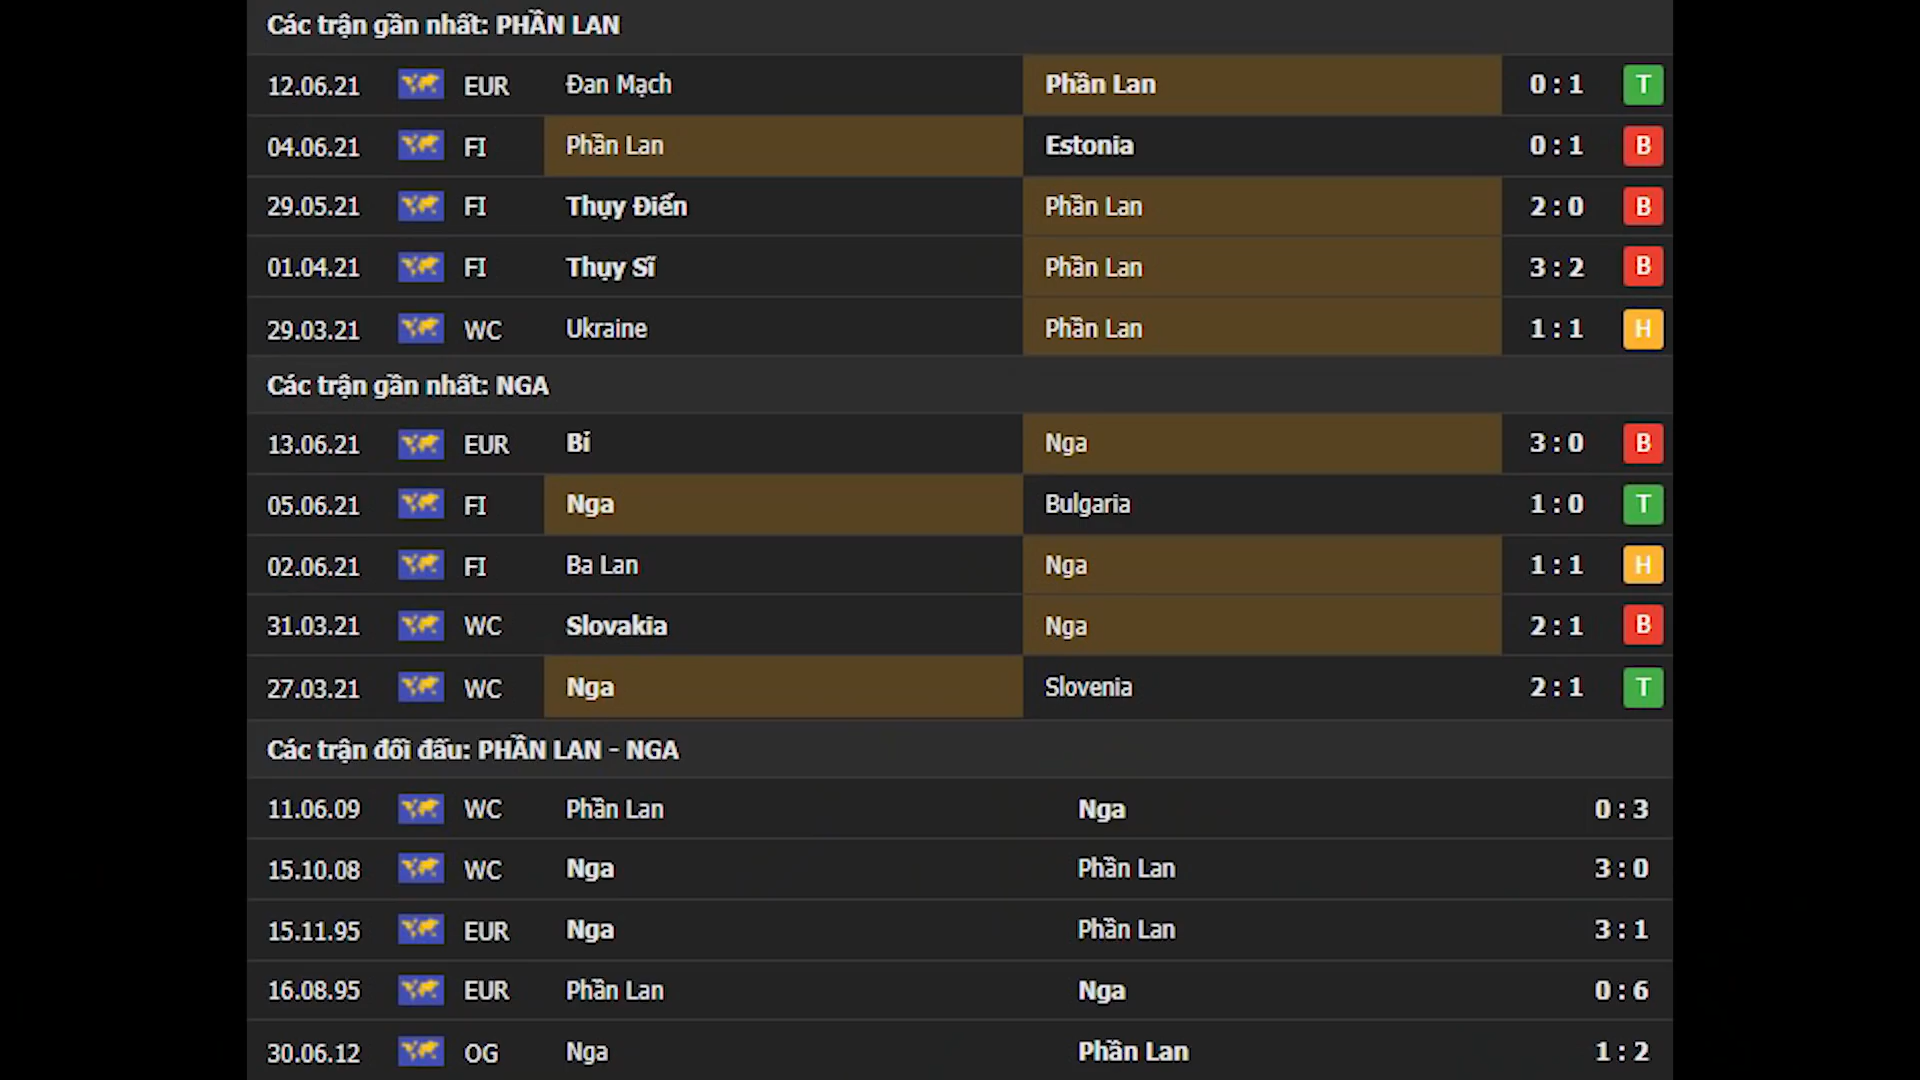 Các trận gần nhất: PHẦN LAN
12.06.21 EUR Đan Mạch Phần Lan 0 : 1 T
04.06.21 FI Phần Lan Estonia 0 : 1 B
29.05.21 FI Thụy Điển Phần Lan 2 : 0 B
01.04.21 FI Thụy Sĩ Phần Lan 3 : 2 B
29.03.21 WC Ukraine Phần Lan 1 : 1 H
Các trận gần nhất: NGA
13.06.21 EUR Bỉ Nga 3 : 0 B
05.06.21 FI Nga Bulgaria 1 : 0 T
02.06.21 FI Ba Lan Nga 1 : 1 H
31.03.21 WC Slovakia Nga 2 : 1 B
27.03.21 WC Nga Slovenia 2 : 1 T
Các trận đối đấu: PHẦN LAN - NGA
11.06.09 WC Phần Lan Nga 0 : 3
15.10.08 WC Nga Phần Lan 3 : 0
15.11.95 EUR Nga Phần Lan 3 : 1
16.08.95 EUR Phần Lan Nga 0 : 6
30.06.12 OG Nga Phần Lan 1 : 2